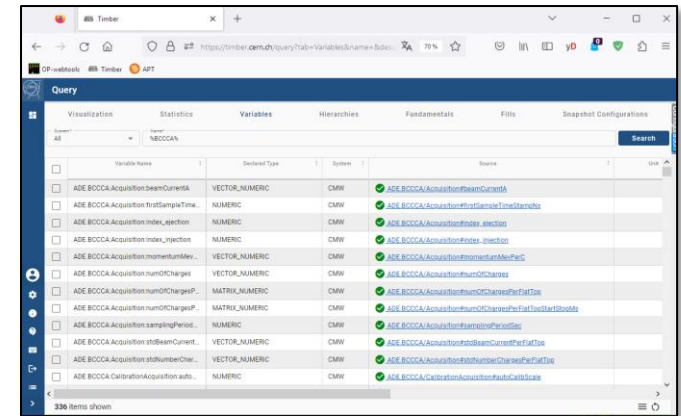 Timber
https://timber.cern.ch/query?tab=Variables&name=&des
70%
yD
OP-webtools Timber APT
Query
Visualization Statistics Variables Hierarchies Fundamentals Fills Snapshot Configurations
System*
All
Name*
%BCCCA%
Search
Variable Name Declared Type System Source Unit
ADE.BCCCA:Acquisition:beamCurrentA VECTOR_NUMERIC CMW ADE.BCCCA/Acquisition#beamCurrentA
ADE.BCCCA:Acquisition:firstSampleTime... NUMERIC CMW ADE.BCCCA/Acquisition#firstSampleTimeStampNs
ADE.BCCCA:Acquisition:index_ejection NUMERIC CMW ADE.BCCCA/Acquisition#index_ejection
ADE.BCCCA:Acquisition:index_injection NUMERIC CMW ADE.BCCCA/Acquisition#index_injection
ADE.BCCCA:Acquisition:momentumMev... VECTOR_NUMERIC CMW ADE.BCCCA/Acquisition#momentumMevPerC
ADE.BCCCA:Acquisition:numOfCharges VECTOR_NUMERIC CMW ADE.BCCCA/Acquisition#numOfCharges
ADE.BCCCA:Acquisition:numOfChargesP... MATRIX_NUMERIC CMW ADE.BCCCA/Acquisition#numOfChargesPerFlatTop
ADE.BCCCA:Acquisition:numOfChargesP... MATRIX_NUMERIC CMW ADE.BCCCA/Acquisition#numOfChargesPerFlatTopStartStopMs
ADE.BCCCA:Acquisition:samplingPeriod... NUMERIC CMW ADE.BCCCA/Acquisition#samplingPeriodSec
ADE.BCCCA:Acquisition:stdBeamCurrent... VECTOR_NUMERIC CMW ADE.BCCCA/Acquisition#stdBeamCurrentPerFlatTop
ADE.BCCCA:Acquisition:stdNumberChar... VECTOR_NUMERIC CMW ADE.BCCCA/Acquisition#stdNumberChargesPerFlatTop
ADE.BCCCA:CalibrationAcquisition:auto... NUMERIC CMW ADE.BCCCA/CalibrationAcquisition#autoCalibScale
336 items shown